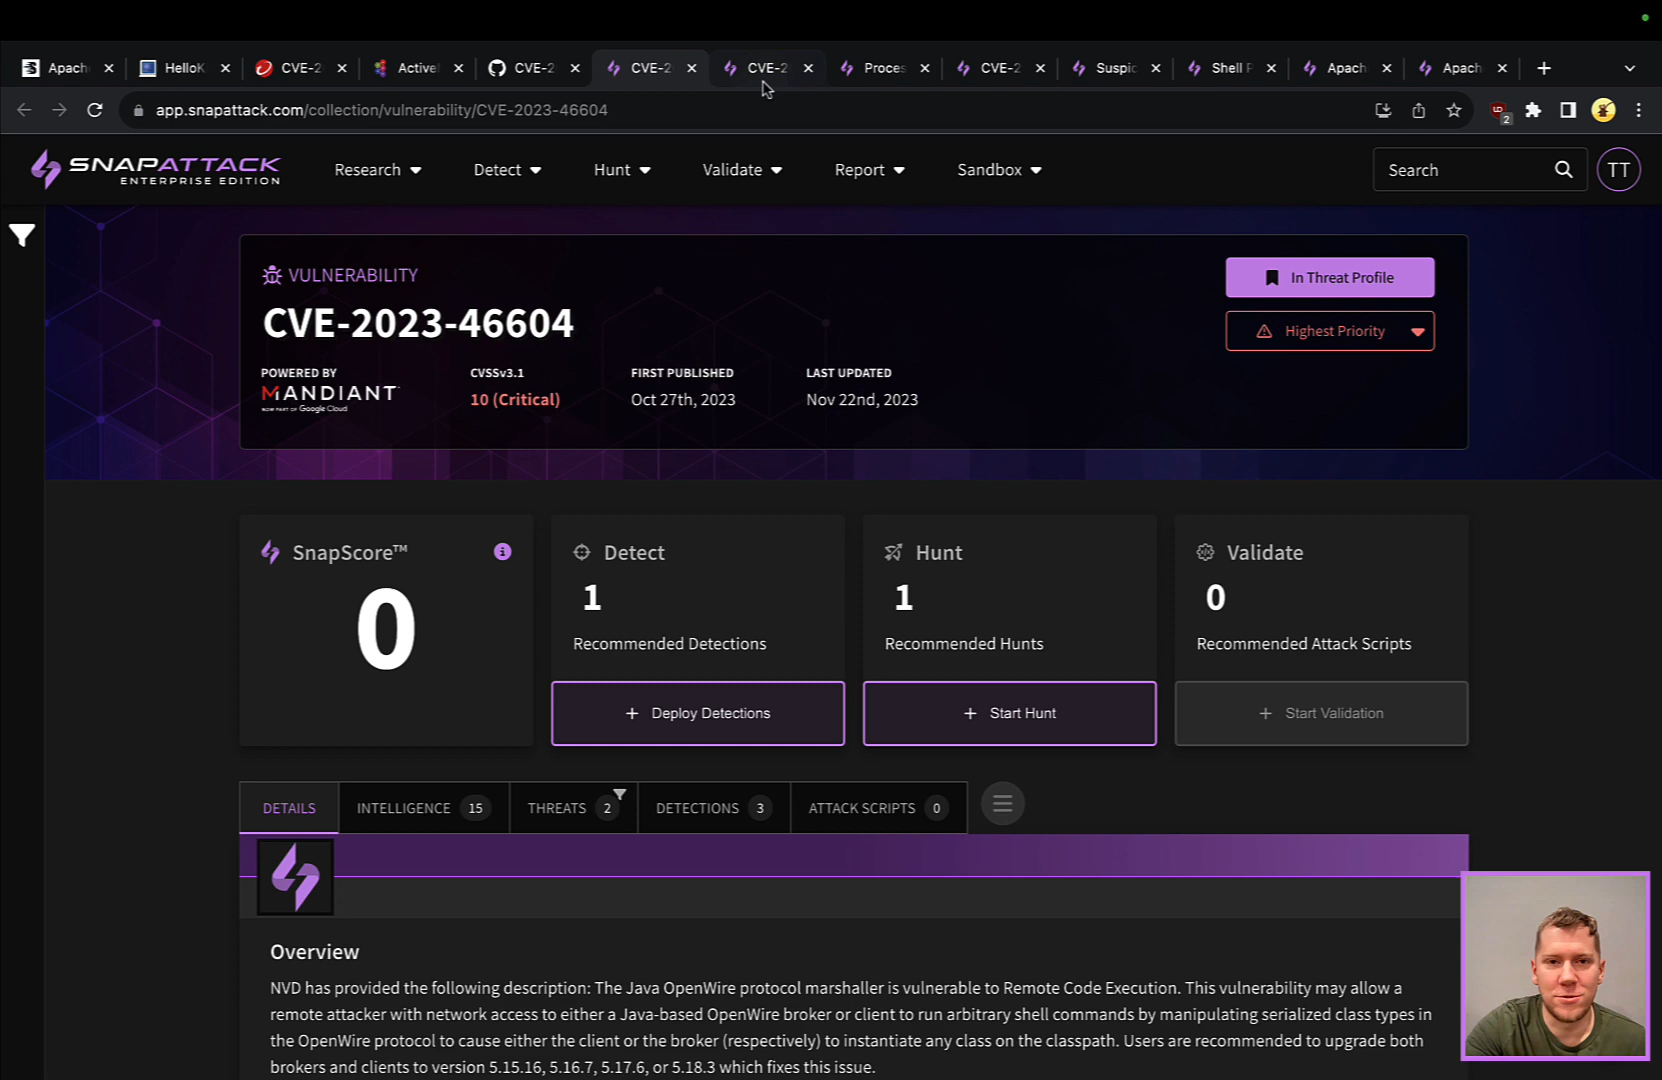 Apach
HelloK
CVE-2
Active
CVE-2
CVE-2
CVE-2
Proces
CVE-2
Suspic
Shell P
Apach
Apach
app.snapattack.com/collection/vulnerability/CVE-2023-46604
2
SNAPATTACK
ENTERPRISE EDITION
Research
Detect
Hunt
Validate
Report
Sandbox
Search
TT
VULNERABILITY
In Threat Profile
CVE-2023-46604
Highest Priority
POWERED BY
CVSSv3.1
FIRST PUBLISHED
LAST UPDATED
MANDIANT
NOW PART OF Google Cloud
10 (Critical)
Oct 27th, 2023
Nov 22nd, 2023
SnapScore™
0
Detect
1
Recommended Detections
+ Deploy Detections
Hunt
1
Recommended Hunts
+ Start Hunt
Validate
0
Recommended Attack Scripts
+ Start Validation
DETAILS
INTELLIGENCE 15
THREATS 2
DETECTIONS 3
ATTACK SCRIPTS 0
Overview
NVD has provided the following description: The Java OpenWire protocol marshaller is vulnerable to Remote Code Execution. This vulnerability may allow a
remote attacker with network access to either a Java-based OpenWire broker or client to run arbitrary shell commands by manipulating serialized class types in
the OpenWire protocol to cause either the client or the broker (respectively) to instantiate any class on the classpath. Users are recommended to upgrade both
brokers and clients to version 5.15.16, 5.16.7, 5.17.6, or 5.18.3 which fixes this issue.